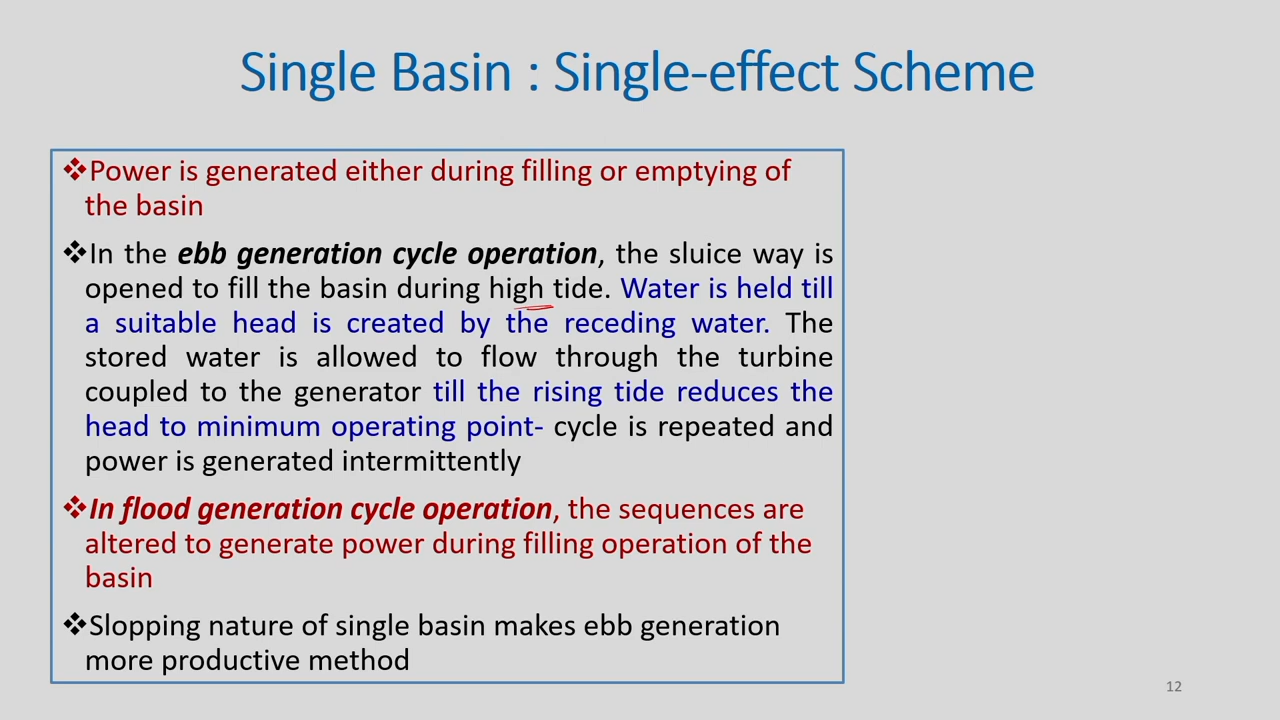 Single Basin : Single-effect Scheme
❖Power is generated either during filling or emptying of
the basin
❖In the ebb generation cycle operation, the sluice way is
opened to fill the basin during high tide. Water is held till
a suitable head is created by the receding water. The
stored water is allowed to flow through the turbine
coupled to the generator till the rising tide reduces the
head to minimum operating point- cycle is repeated and
power is generated intermittently
❖In flood generation cycle operation, the sequences are
altered to generate power during filling operation of the
basin
❖Slopping nature of single basin makes ebb generation
more productive method
12